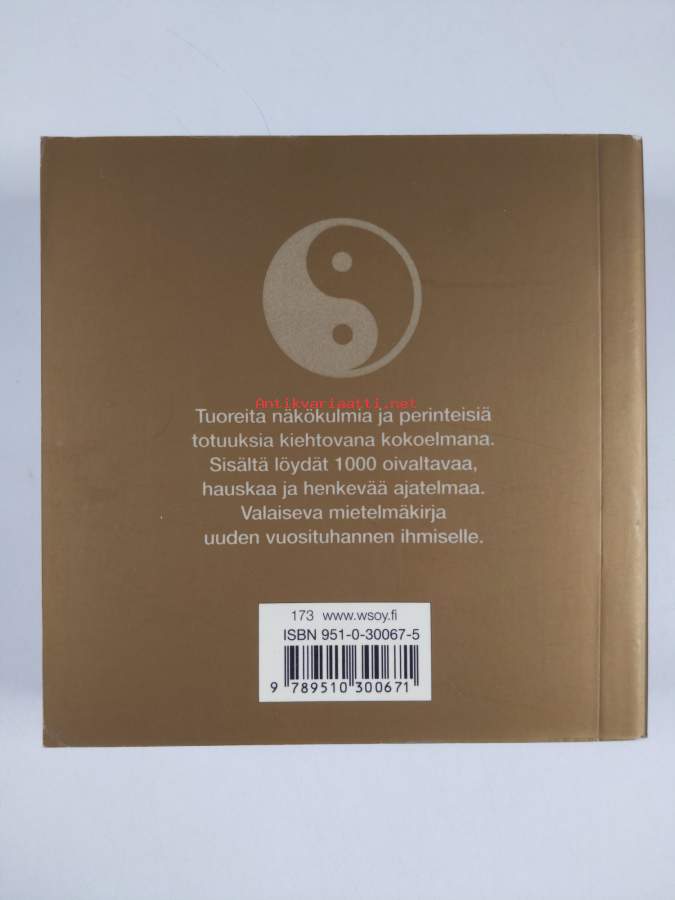 Antikvariaatti.net
Tuoreita näkökulmia ja perinteisiä
totuuksia kiehtovana kokoelmana.
Sisältä löydät 1000 oivaltavaa,
hauskaa ja henkevää ajatelmaa.
Valaiseva mietelmäkirja
uuden vuosituhannen ihmiselle.
173 www.wsoy.fi
ISBN 951-0-30067-5
9 789510 300671